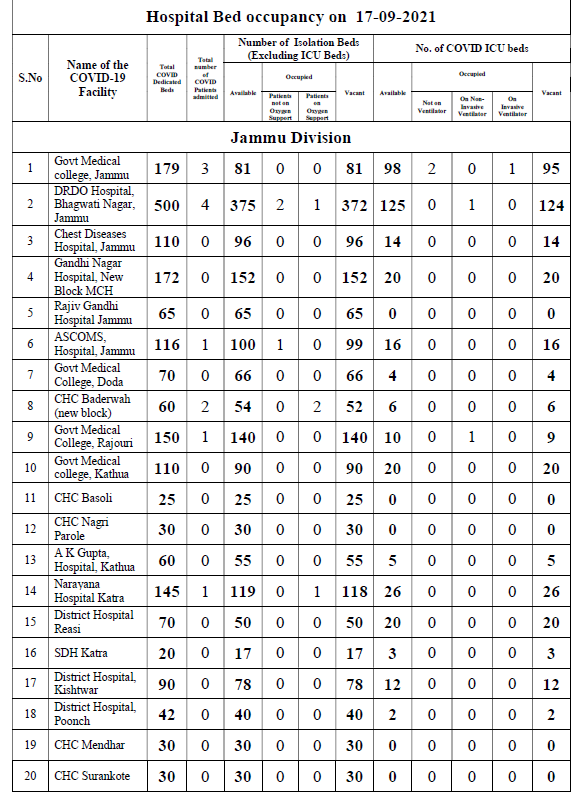 Hospital Bed occupancy on 17-09-2021
S.No
Name of the
COVID-19
Facility
Total
COVID
Dedicated
Beds
Total
number
of
COVID
Patients
admitted
Number of Isolation Beds
(Excluding ICU Beds)
No. of COVID ICU beds
Available
Occupied
Vacant
Available
Occupied
Vacant
Patients
not on
Oxygen
Support
Patients
on
Oxygen
Support
Not on
Ventilator
On Non-
Invasive
Ventilator
On
Invasive
Ventilator
Jammu Division
1 Govt Medical
college, Jammu 179 3 81 0 0 81 98 2 0 1 95
2 DRDO Hospital,
Bhagwati Nagar,
Jammu 500 4 375 2 1 372 125 0 1 0 124
3 Chest Diseases
Hospital, Jammu 110 0 96 0 0 96 14 0 0 0 14
4 Gandhi Nagar
Hospital, New
Block MCH 172 0 152 0 0 152 20 0 0 0 20
5 Rajiv Gandhi
Hospital Jammu 65 0 65 0 0 65 0 0 0 0 0
6 ASCOMS,
Hospital, Jammu 116 1 100 1 0 99 16 0 0 0 16
7 Govt Medical
College, Doda 70 0 66 0 0 66 4 0 0 0 4
8 CHC Baderwah
(new block) 60 2 54 0 2 52 6 0 0 0 6
9 Govt Medical
College, Rajouri 150 1 140 0 0 140 10 0 1 0 9
10 Govt Medical
college, Kathua 110 0 90 0 0 90 20 0 0 0 20
11 CHC Basoli 25 0 25 0 0 25 0 0 0 0 0
12 CHC Nagri
Parole 30 0 30 0 0 30 0 0 0 0 0
13 A K Gupta,
Hospital, Kathua 60 0 55 0 0 55 5 0 0 0 5
14 Narayana
Hospital Katra 145 1 119 0 1 118 26 0 0 0 26
15 District Hospital
Reasi 70 0 50 0 0 50 20 0 0 0 20
16 SDH Katra 20 0 17 0 0 17 3 0 0 0 3
17 District Hospital,
Kishtwar 90 0 78 0 0 78 12 0 0 0 12
18 District Hospital,
Poonch 42 0 40 0 0 40 2 0 0 0 2
19 CHC Mendhar 30 0 30 0 0 30 0 0 0 0 0
20 CHC Surankote 30 0 30 0 0 30 0 0 0 0 0